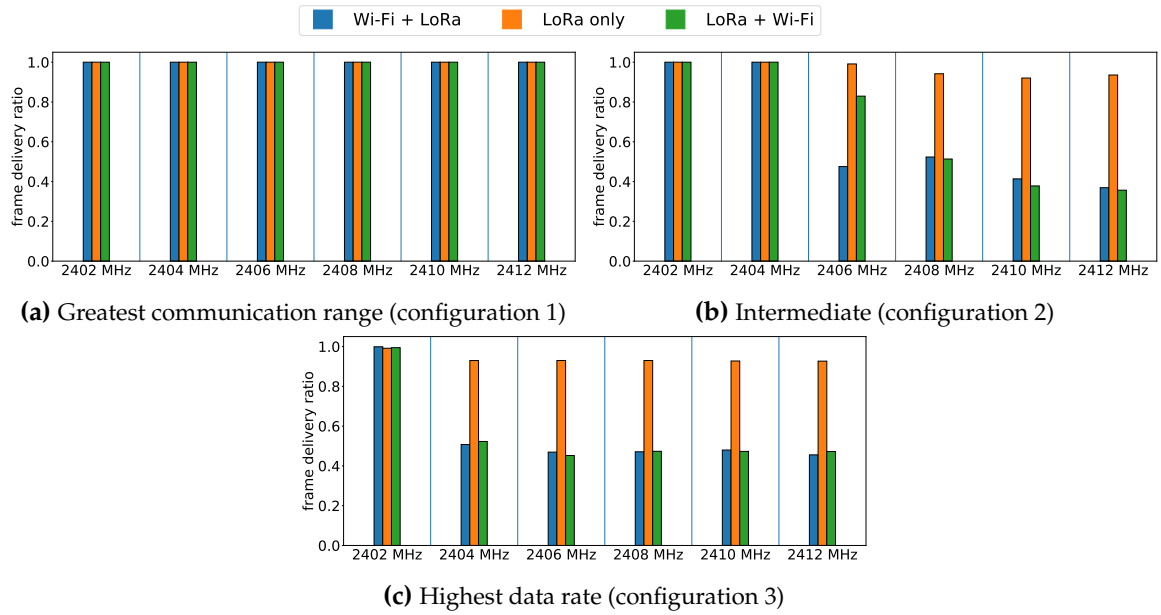 Wi-Fi + LoRa LoRa only LoRa + Wi-Fi
frame delivery ratio
1.0
0.8
0.6
0.4
0.2
0.0
2402 MHz 2404 MHz 2406 MHz 2408 MHz 2410 MHz 2412 MHz
(a) Greatest communication range (configuration 1)
frame delivery ratio
1.0
0.8
0.6
0.4
0.2
0.0
2402 MHz 2404 MHz 2406 MHz 2408 MHz 2410 MHz 2412 MHz
(b) Intermediate (configuration 2)
frame delivery ratio
1.0
0.8
0.6
0.4
0.2
0.0
2402 MHz 2404 MHz 2406 MHz 2408 MHz 2410 MHz 2412 MHz
(c) Highest data rate (configuration 3)